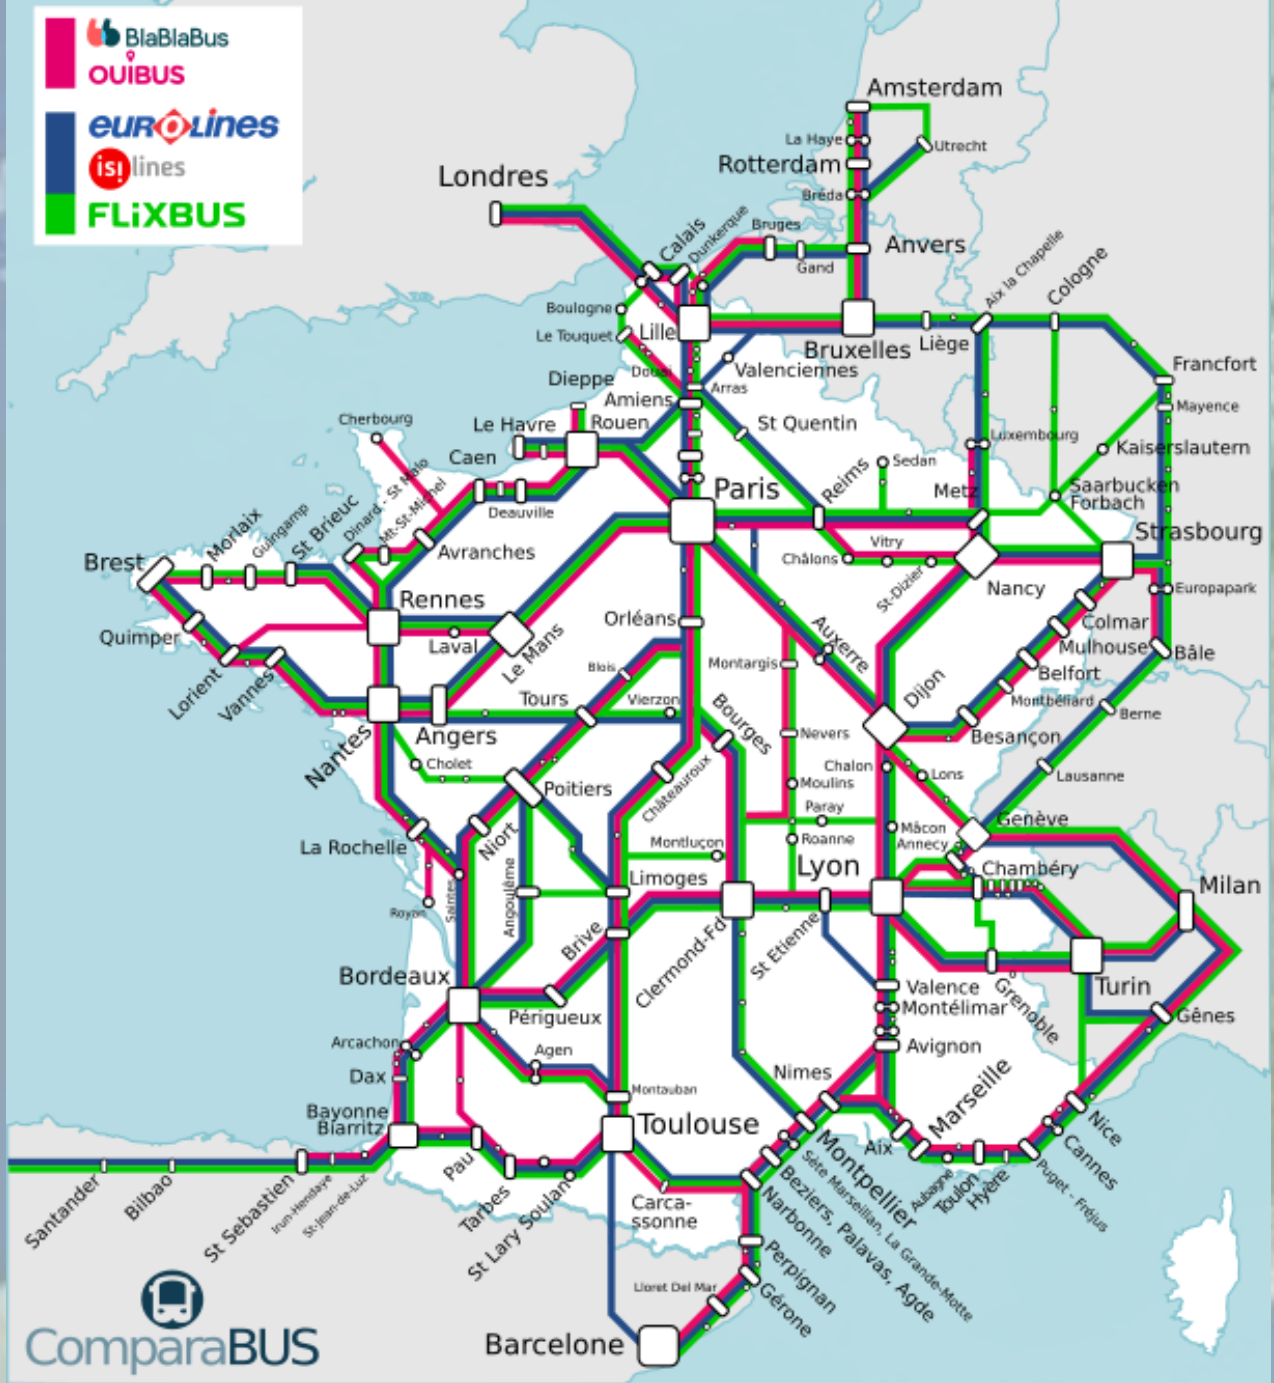 BlaBlaBus
OUIBUS
eurolines
isilines
FLiXBUS
Amsterdam
La Haye
Utrecht
Rotterdam
Bréda
Londres
Calais
Dunkerque
Bruges
Anvers
Gand
Aix la Chapelle
Cologne
Boulogne
Le Touquet
Lille
Bruxelles
Liège
Francfort
Douai
Valenciennes
Dieppe
Amiens
Arras
Mayence
Cherbourg
Le Havre
Rouen
St Quentin
Luxembourg
Kaiserslautern
Caen
Reims
Sedan
Metz
Saarbucken
Forbach
Paris
Deauville
Dinard - St Malo
Mt-St-Michel
Avranches
Strasbourg
Brest
Morlaix
Guingamp
St Brieuc
Châlons
Vitry
St-Dizier
Nancy
Europapark
Rennes
Laval
Le Mans
Orléans
Auxerre
Colmar
Quimper
Mulhouse
Bâle
Lorient
Vannes
Blois
Montargis
Belfort
Dijon
Montbéliard
Tours
Vierzon
Bourges
Berne
Nantes
Angers
Nevers
Besançon
Cholet
Châteauroux
Chalon
Lons
Lausanne
Poitiers
Moulins
Paray
Genève
La Rochelle
Niort
Montluçon
Roanne
Mâcon
Annecy
Royan
Saintes
Angoulême
Limoges
Lyon
Chambéry
Milan
Brive
Clermond-Fd
St Etienne
Bordeaux
Périgueux
Valence
Montélimar
Grenoble
Turin
Gênes
Arcachon
Agen
Avignon
Dax
Nimes
Marseille
Montauban
Bayonne
Biarritz
Toulouse
Nice
Pau
Aix
Cannes
Aubagne
Toulon
Hyère
Puget - Fréjus
Montpellier
Sète Marseillan, La Grande-Motte
Beziers, Palavas, Agde
Narbonne
Santander
Bilbao
St Sebastien
Irun-Hendaye
St-Jean-de-Luz
Tarbes
St Lary Soulan
Carca-
ssonne
Perpignan
Lloret Del Mar
Gérone
Barcelone
ComparaBUS